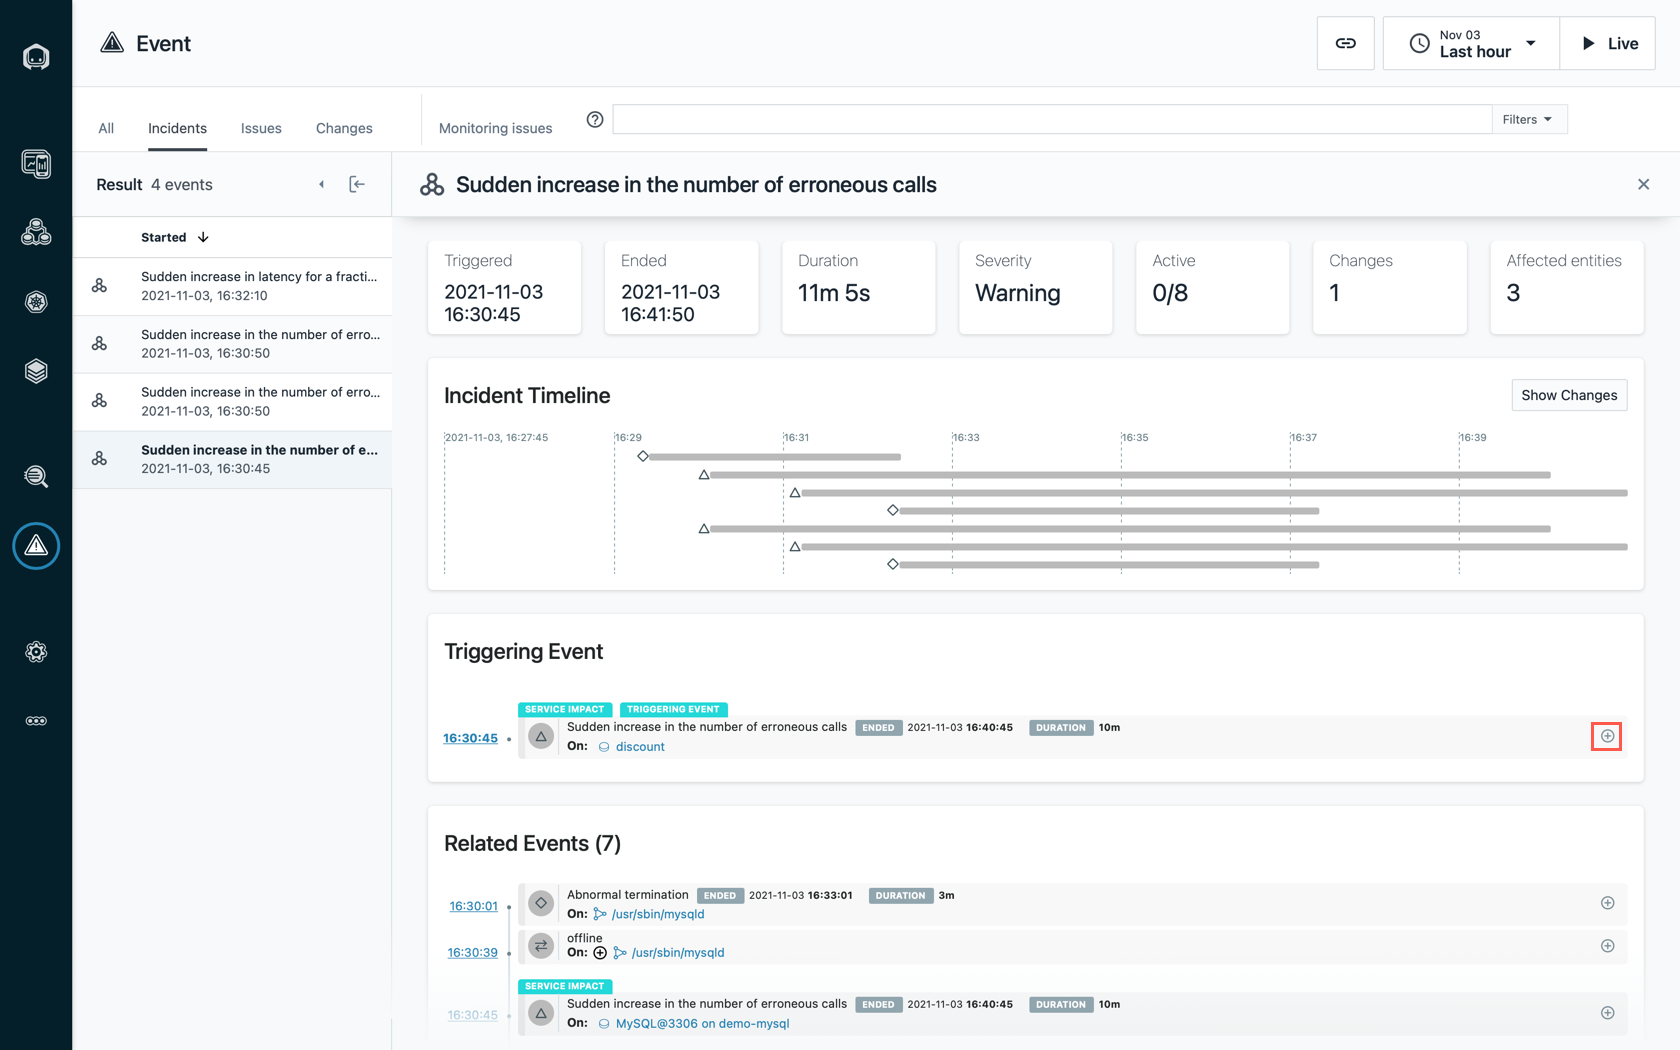 Event
Nov 03
Last hour
Live
All
Incidents
Issues
Changes
Monitoring issues
Filters
Result 4 events
Started
Sudden increase in latency for a fracti...
2021-11-03, 16:32:10
Sudden increase in the number of erro...
2021-11-03, 16:30:50
Sudden increase in the number of erro...
2021-11-03, 16:30:50
Sudden increase in the number of e...
2021-11-03, 16:30:45
Sudden increase in the number of erroneous calls
Triggered
2021-11-03
16:30:45
Ended
2021-11-03
16:41:50
Duration
11m 5s
Severity
Warning
Active
0/8
Changes
1
Affected entities
3
Incident Timeline
Show Changes
2021-11-03, 16:27:45
16:29
16:31
16:33
16:35
16:37
16:39
Triggering Event
SERVICE IMPACT TRIGGERING EVENT
16:30:45
Sudden increase in the number of erroneous calls ENDED 2021-11-03 16:40:45 DURATION 10m
On: discount
Related Events (7)
16:30:01
Abnormal termination ENDED 2021-11-03 16:33:01 DURATION 3m
On: /usr/sbin/mysqld
16:30:39
offline
On: /usr/sbin/mysqld
SERVICE IMPACT
16:30:45
Sudden increase in the number of erroneous calls ENDED 2021-11-03 16:40:45 DURATION 10m
On: MySQL@3306 on demo-mysql